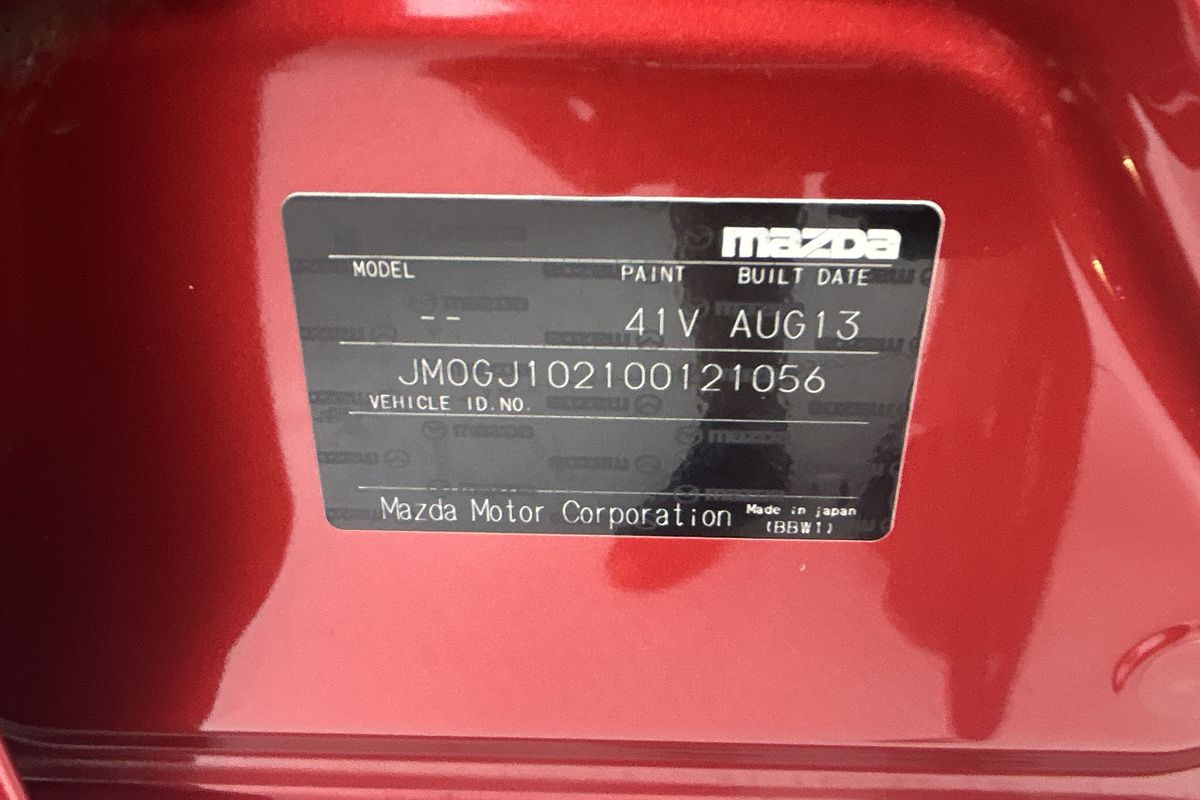 mazda
MODEL PAINT BUILT DATE
-- 41V AUG13
JM0GJ102100121056
VEHICLE ID.NO.
Mazda Motor Corporation Made in japan
(BBW1)